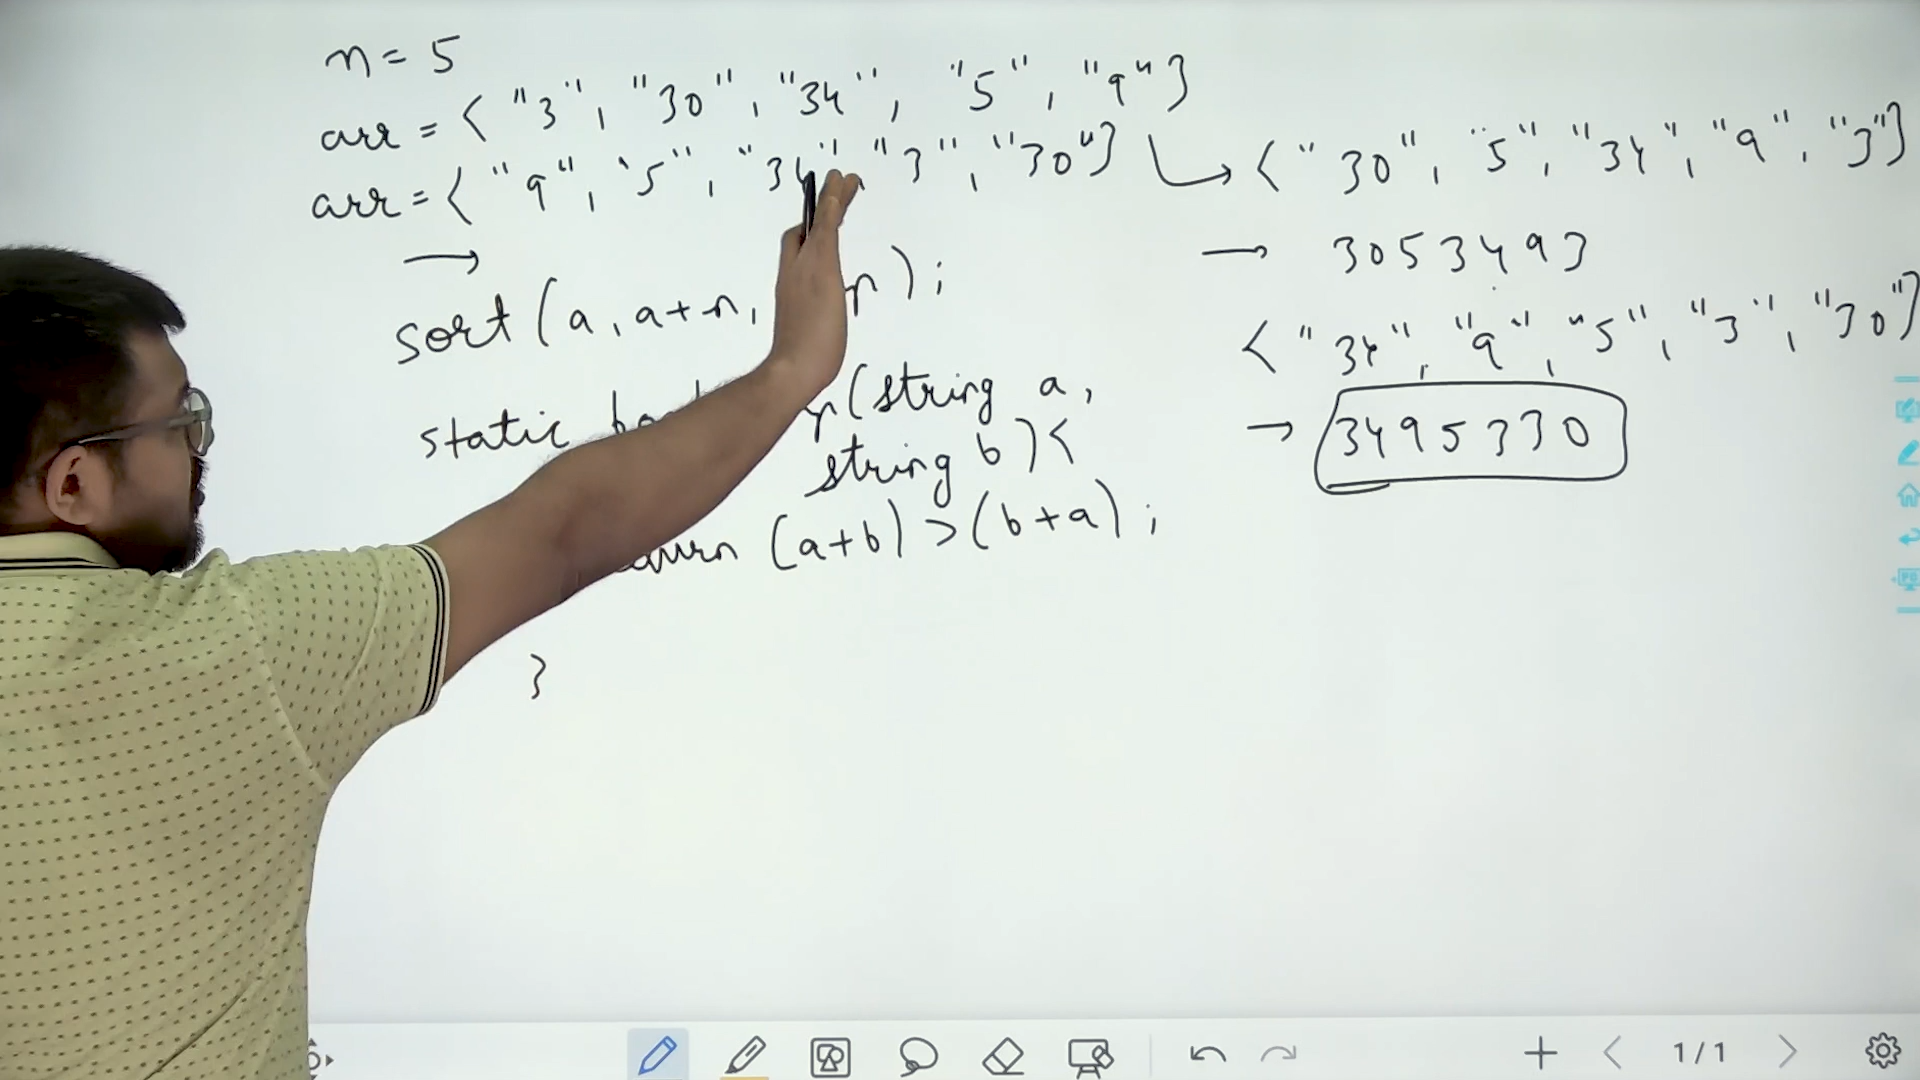 n = 5
arr = { "3", "30", "34", "5", "9" }
arr = { "9", "5", "34", "3", "30" }
→ { "30", "5", "34", "9", "3" }
→ 3053493
→
sort (a, a+n, );
{ "34", "9", "5", "3", "30" }
static (string a,
string b) {
→ 3495330
(a+b) > (b+a) ;
}
1/1